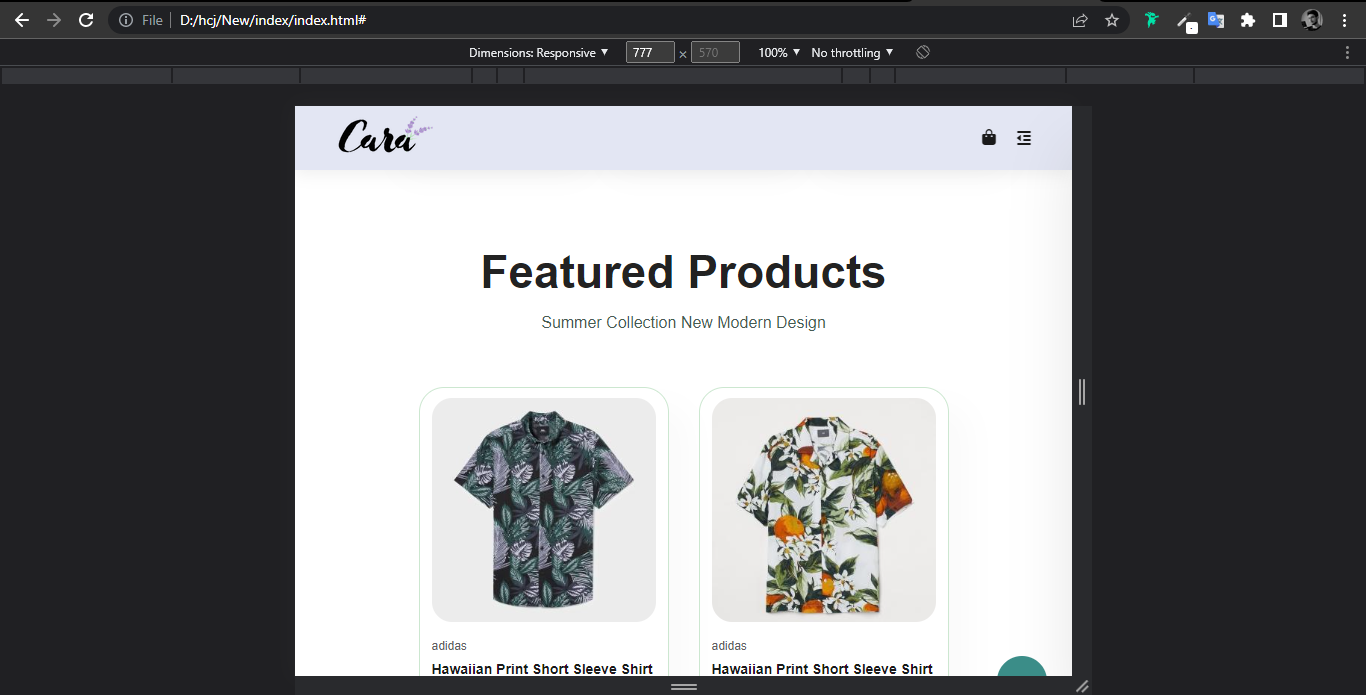 File D:/hcj/New/index/index.html#
Dimensions: Responsive 777 × 570 100% No throttling
Cara
Featured Products
Summer Collection New Modern Design
adidas
Hawaiian Print Short Sleeve Shirt
adidas
Hawaiian Print Short Sleeve Shirt